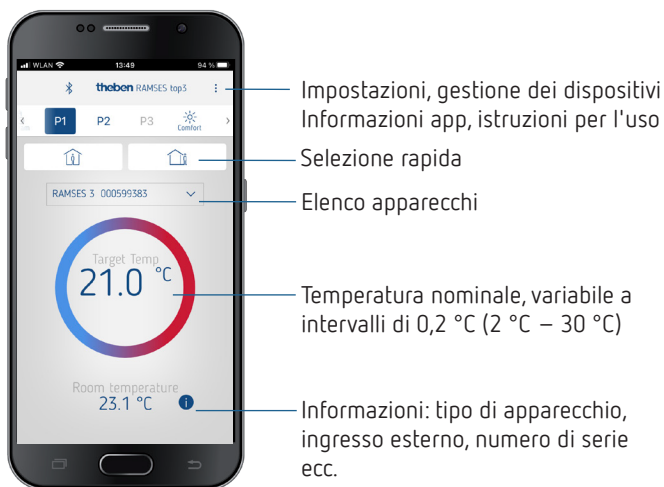 WLAN 13:49 94 %
theben RAMSES top3
P1 P2 P3 Comfort
RAMSES 3 000599383
Target Temp
21.0 °C
Room temperature
23.1 °C i
Impostazioni, gestione dei dispositivi
Informazioni app, istruzioni per l'uso
Selezione rapida
Elenco apparecchi
Temperatura nominale, variabile a
intervalli di 0,2 °C (2 °C – 30 °C)
Informazioni: tipo di apparecchio,
ingresso esterno, numero di serie
ecc.